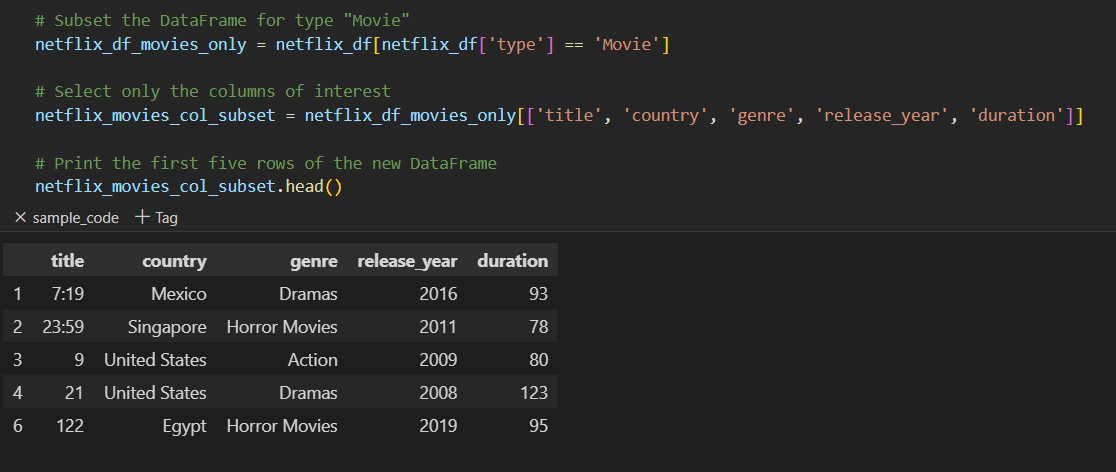 # Subset the DataFrame for type "Movie"
netflix_df_movies_only = netflix_df[netflix_df['type'] == 'Movie']
# Select only the columns of interest
netflix_movies_col_subset = netflix_df_movies_only[['title', 'country', 'genre', 'release_year', 'duration']]
# Print the first five rows of the new DataFrame
netflix_movies_col_subset.head()
× sample_code + Tag
title country genre release_year duration
1 7:19 Mexico Dramas 2016 93
2 23:59 Singapore Horror Movies 2011 78
3 9 United States Action 2009 80
4 21 United States Dramas 2008 123
6 122 Egypt Horror Movies 2019 95